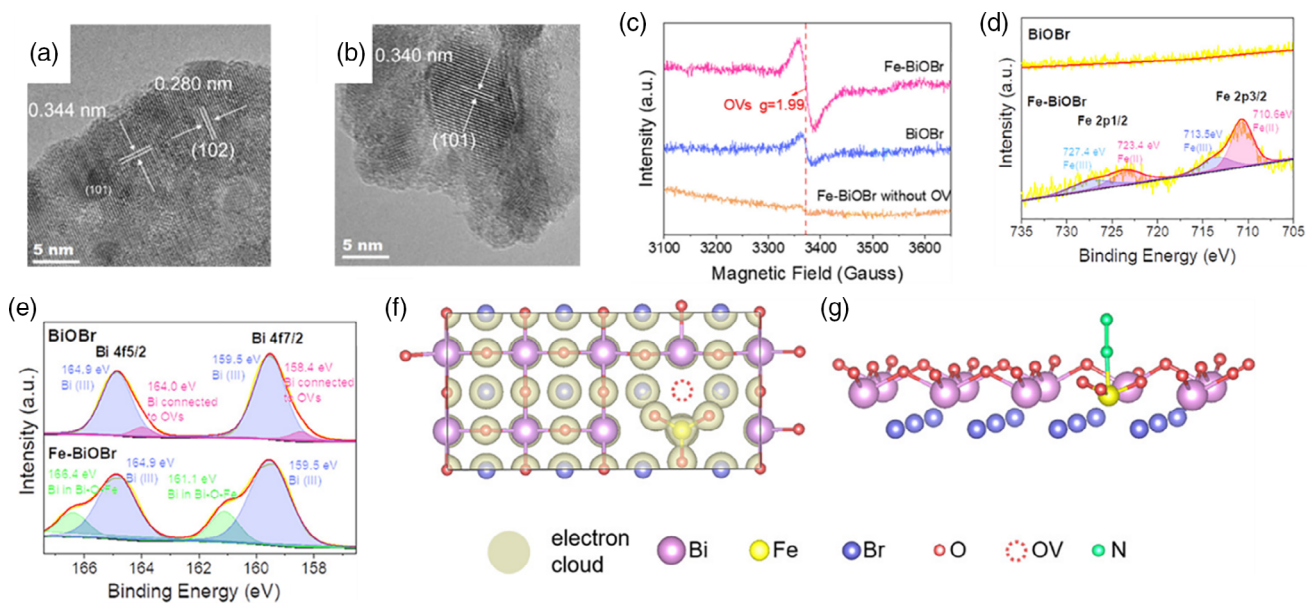 (a)
0.344 nm
0.280 nm
(102)
(101)
5 nm
(b)
0.340 nm
(101)
5 nm
(c)
Intensity (a.u.)
Fe-BiOBr
OVs g=1.99
BiOBr
Fe-BiOBr without OV
3100 3200 3300 3400 3500 3600
Magnetic Field (Gauss)
(d)
Intensity (a.u.)
BiOBr
Fe-BiOBr
Fe 2p3/2
Fe 2p1/2
710.6eV
Fe(II)
713.5eV
Fe(III)
723.4 eV
Fe(II)
727.4 eV
Fe(III)
735 730 725 720 715 710 705
Binding Energy (eV)
(e)
Intensity (a.u.)
BiOBr
Bi 4f5/2
Bi 4f7/2
164.9 eV
Bi (III)
164.0 eV
Bi connected
to OVs
159.5 eV
Bi (III)
158.4 eV
Bi connected
to OVs
Fe-BiOBr
166.4 eV
Bi in Bi-O-Fe
164.9 eV
Bi (III)
161.1 eV
Bi in Bi-O-Fe
159.5 eV
Bi (III)
166 164 162 160 158
Binding Energy (eV)
(f)
(g)
electron
cloud
Bi
Fe
Br
O
OV
N